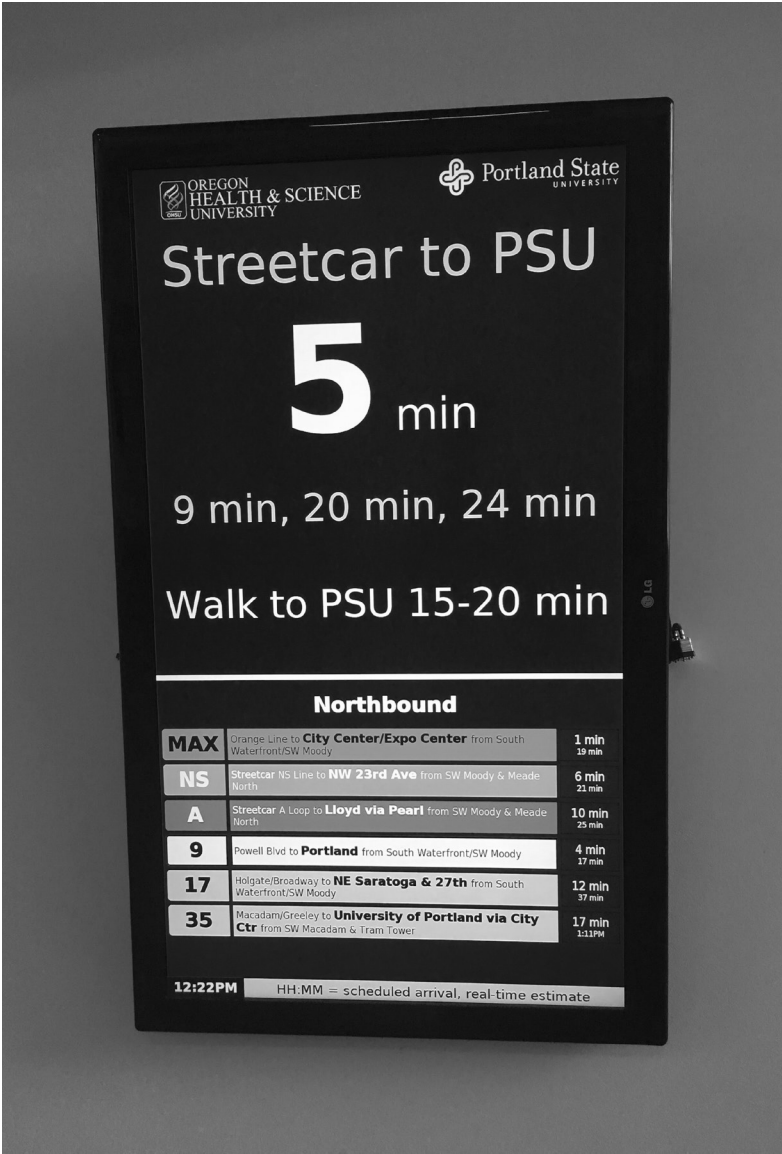 OREGON
HEALTH & SCIENCE
UNIVERSITY
OHSU
Portland State
UNIVERSITY
Streetcar to PSU
5 min
9 min, 20 min, 24 min
Walk to PSU 15-20 min
LG
Northbound
MAX Orange Line to City Center/Expo Center from South 1 min
Waterfront/SW Moody 19 min
NS Streetcar NS Line to NW 23rd Ave from SW Moody & Meade 6 min
North 21 min
A Streetcar A Loop to Lloyd via Pearl from SW Moody & Meade 10 min
North 25 min
9 Powell Blvd to Portland from South Waterfront/SW Moody 4 min
17 min
17 Holgate/Broadway to NE Saratoga & 27th from South 12 min
Waterfront/SW Moody 37 min
35 Macadam/Greeley to University of Portland via City 17 min
Ctr from SW Macadam & Tram Tower 1:11PM
12:22PM HH:MM = scheduled arrival, real-time estimate